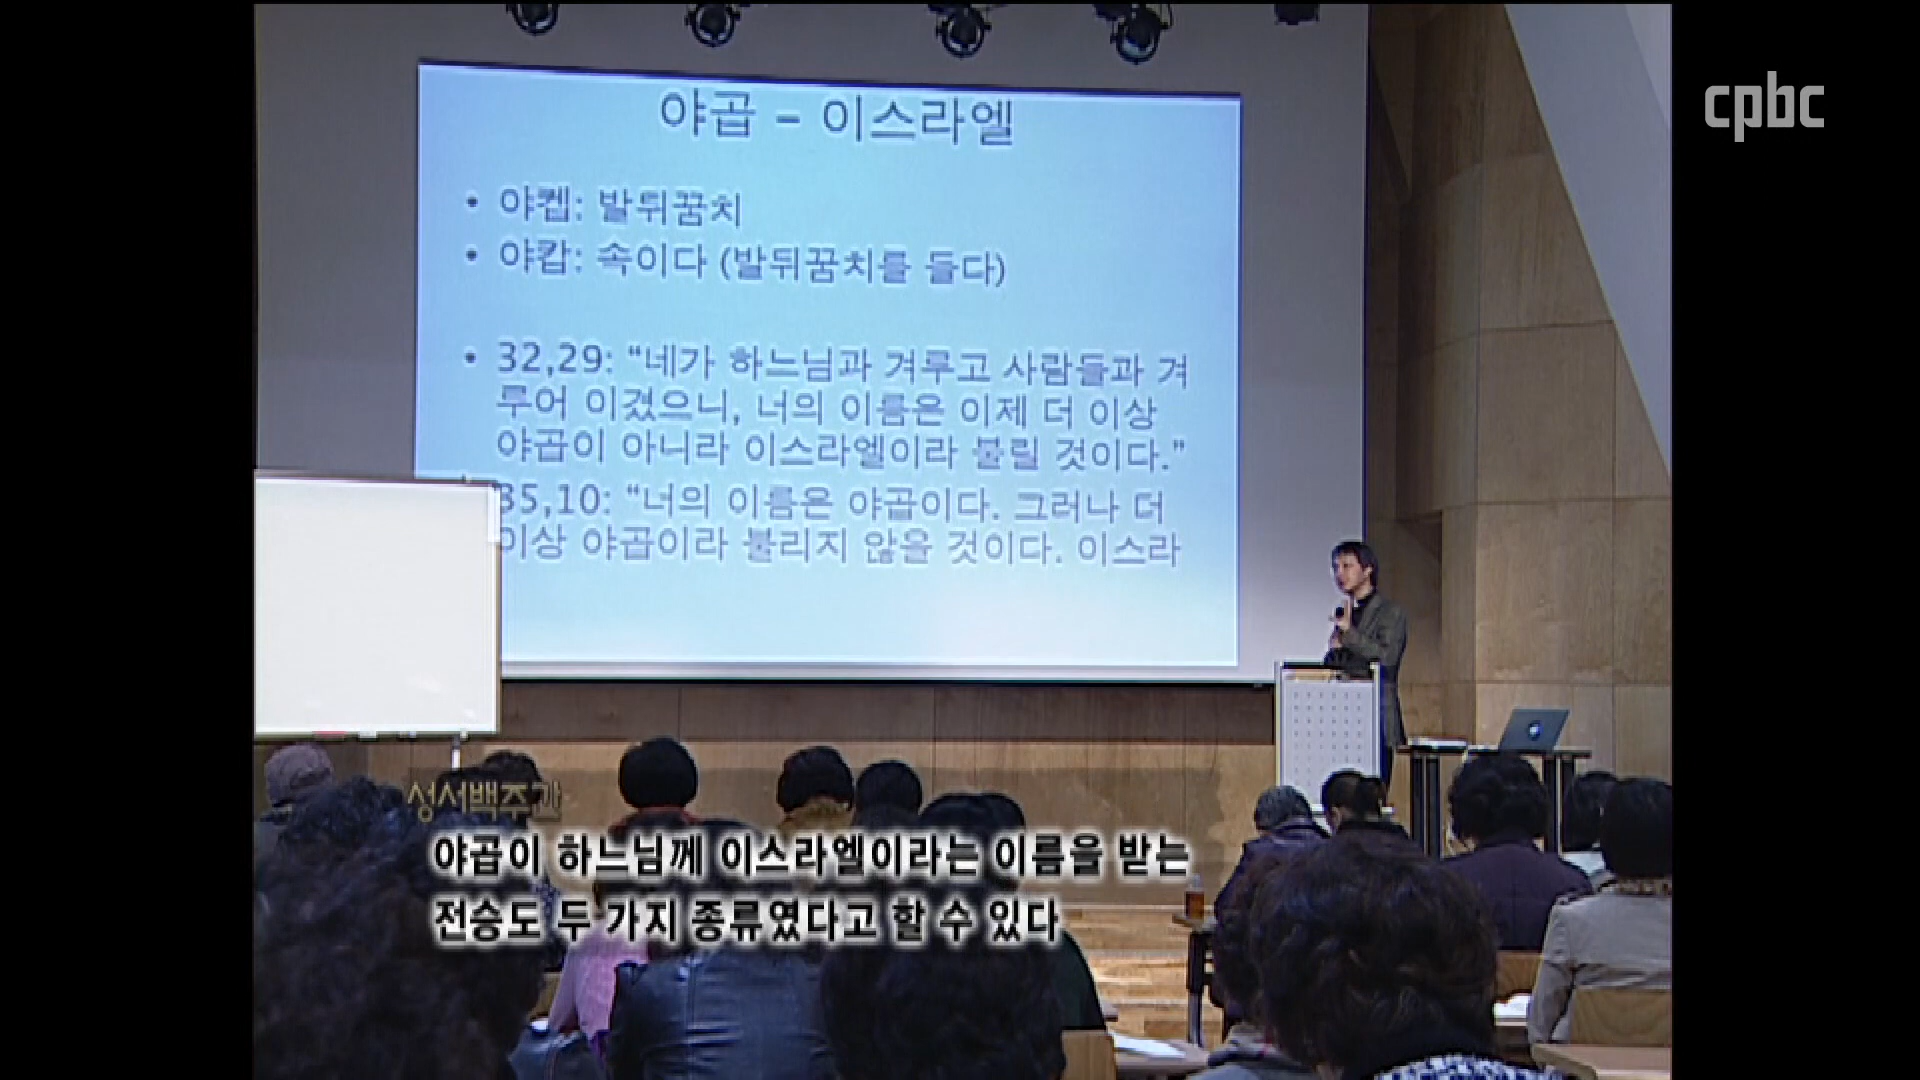 cpbc
야곱 – 이스라엘
• 야켑: 발뒤꿈치
• 야캅: 속이다 (발뒤꿈치를 들다)
• 32,29: “네가 하느님과 겨루고 사람들과 겨
루어 이겼으니, 너의 이름은 이제 더 이상
야곱이 아니라 이스라엘이라 불릴 것이다.”
35,10: “너의 이름은 야곱이다. 그러나 더
이상 야곱이라 불리지 않을 것이다. 이스라
성서백주간
야곱이 하느님께 이스라엘이라는 이름을 받는
전승도 두 가지 종류였다고 할 수 있다